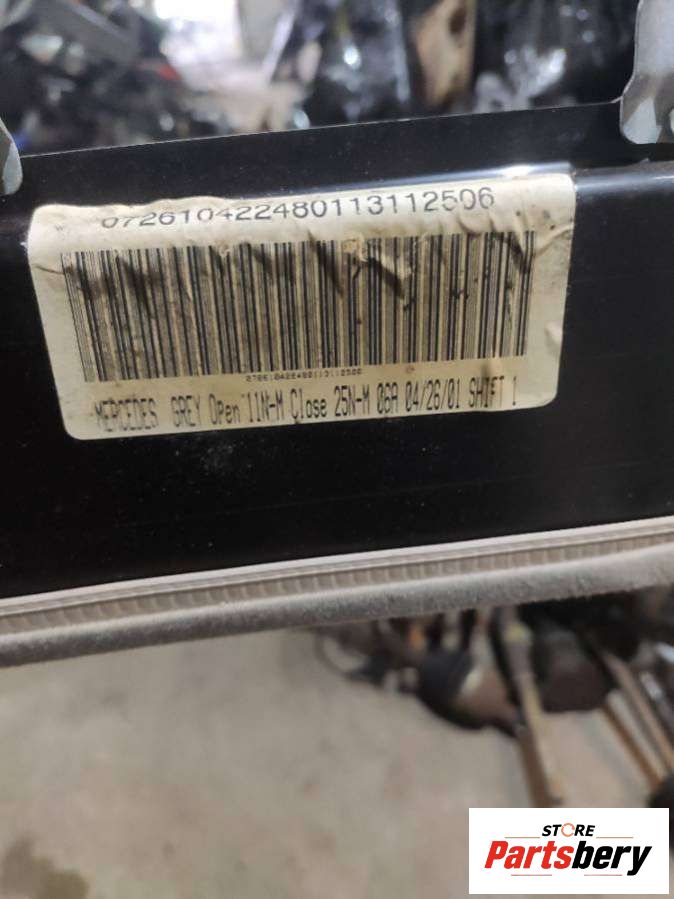 072610422480113112506
MERCEDES GREY Open 11N-M Close 25N-M 06A 04/26/01 SHIFT 1
STORE
Partsbery